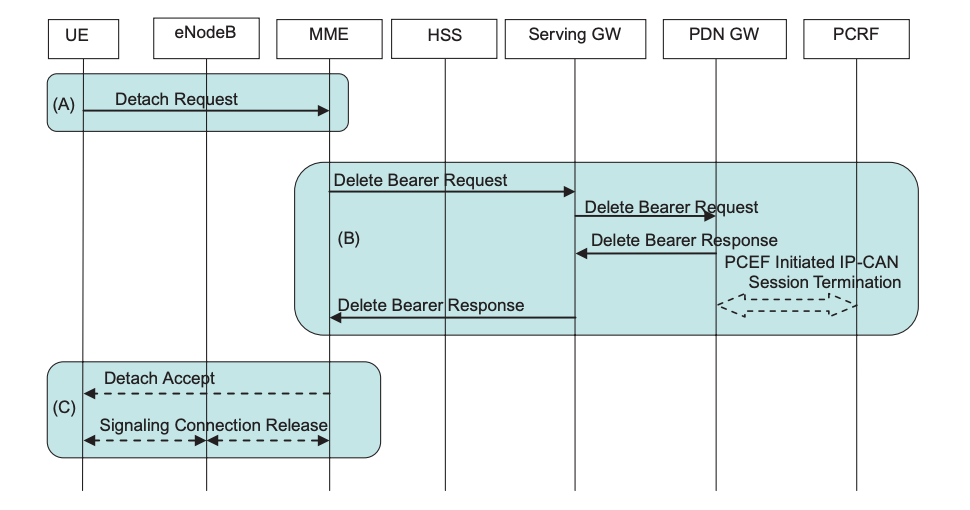 UE
eNodeB
MME
HSS
Serving GW
PDN GW
PCRF
(A)
Detach Request
Delete Bearer Request
Delete Bearer Request
(B)
Delete Bearer Response
PCEF Initiated IP-CAN
Session Termination
Delete Bearer Response
Detach Accept
(C)
Signaling Connection Release